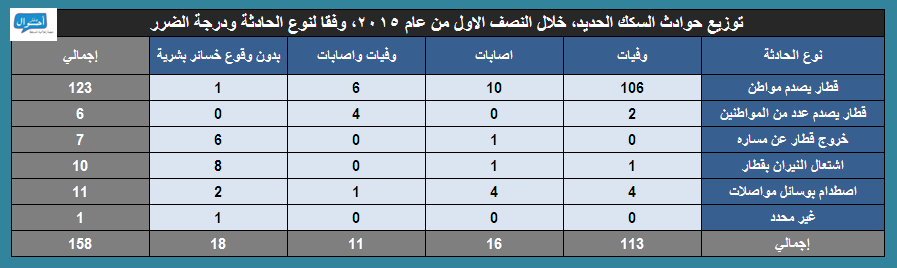 توزيع حوادث السكك الحديد، خلال النصف الاول من عام ٢٠١٥، وفقا لنوع الحادثة ودرجة الضرر
نوع الحادثة وفيات اصابات وفيات واصابات بدون وقوع خسائر بشرية إجمالي
قطار يصدم مواطن 106 10 6 1 123
قطار يصدم عدد من المواطنين 2 0 4 0 6
خروج قطار عن مساره 0 1 0 6 7
اشتعال النيران بقطار 1 1 0 8 10
اصطدام بوسائل مواصلات 4 4 1 2 11
غير محدد 0 0 0 1 1
إجمالي 113 16 11 18 158